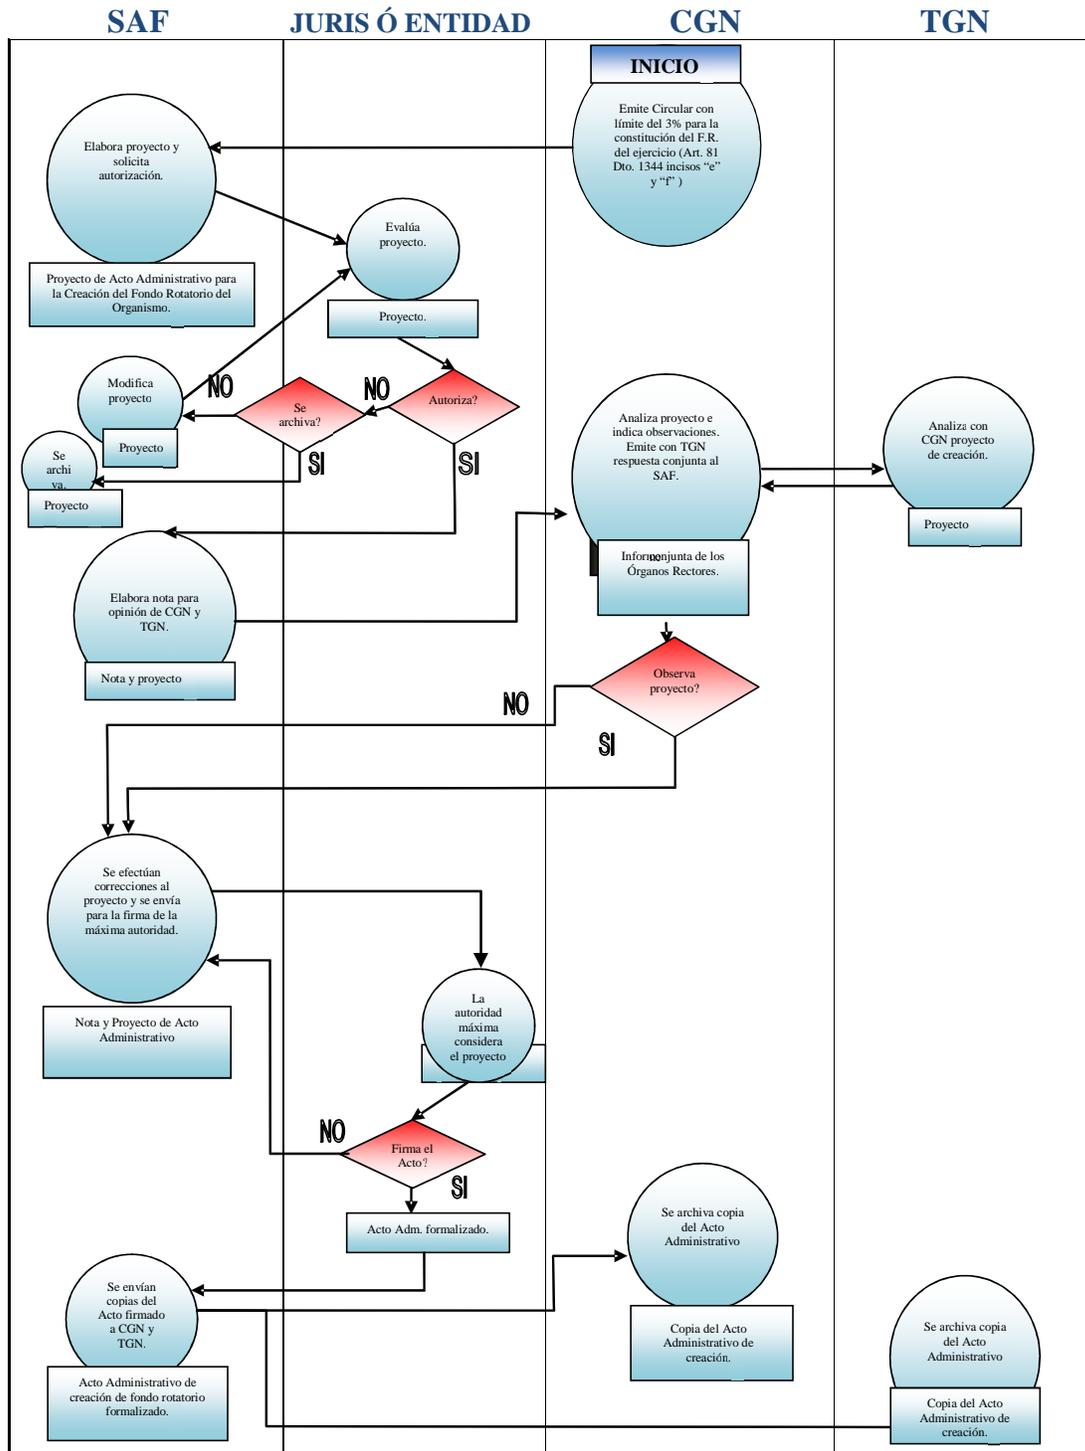 SAF
JURIS Ó ENTIDAD
CGN
TGN
INICIO
Emite Circular con
límite del 3% para la
constitución del F.R.
del ejercicio (Art. 81
Dto. 1344 incisos “e”
y “f” )
Elabora proyecto y
solicita
autorización.
Proyecto de Acto Administrativo para
la Creación del Fondo Rotatorio del
Organismo.
Evalúa
proyecto.
Proyecto.
Autoriza?
NO
SI
Se
archiva?
NO
SI
Modifica
proyecto
Proyecto
Se
archi
va.
Proyecto
Elabora nota para
opinión de CGN y
TGN.
Nota y proyecto
Analiza proyecto e
indica observaciones.
Emite con TGN
respuesta conjunta al
SAF.
conjunta de los
Órganos Rectores.
Analiza con
CGN proyecto
de creación.
Proyecto
Observa
proyecto?
NO
SI
Se efectúan
correcciones al
proyecto y se envía
para la firma de la
máxima autoridad.
Nota y Proyecto de Acto
Administrativo
La
autoridad
máxima
considera
el proyecto
Firma el
Acto?
NO
SI
Acto Adm. formalizado.
Se envían
copias del
Acto firmado
a CGN y
TGN.
Acto Administrativo de
creación de fondo rotatorio
formalizado.
Se archiva copia
del Acto
Administrativo
Copia del Acto
Administrativo de
creación.
Se archiva copia
del Acto
Administrativo
Copia del Acto
Administrativo de
creación.